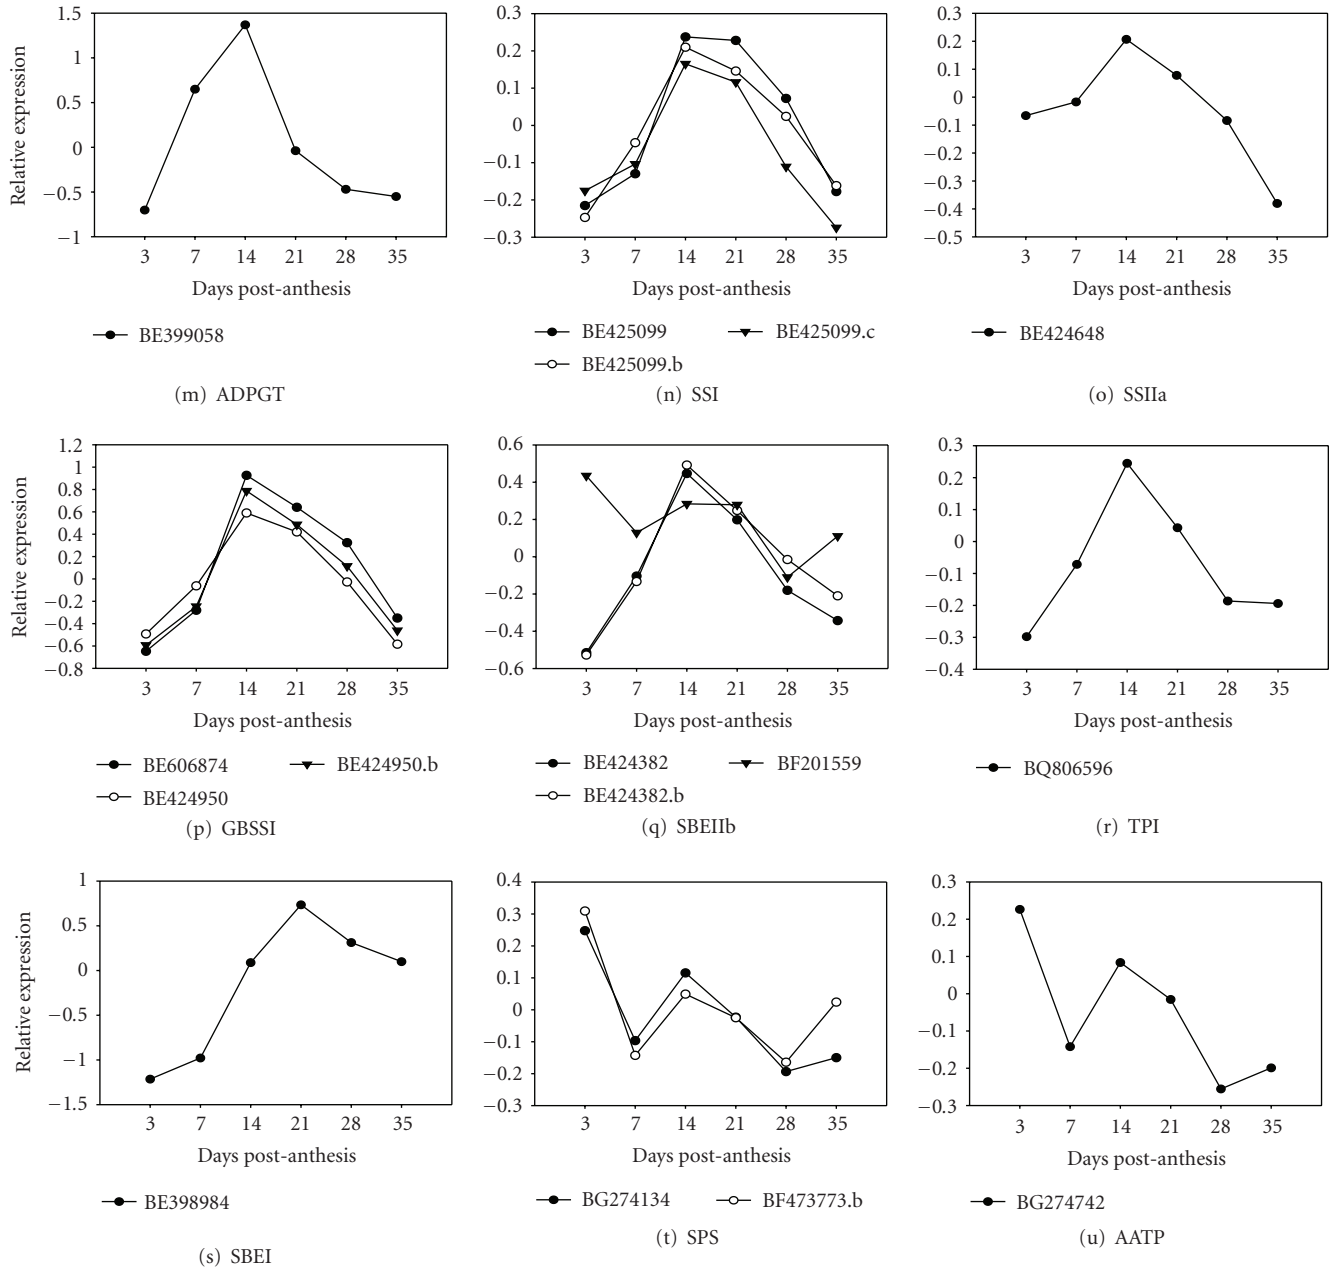 Relative expression
1.5
1
0.5
0
−0.5
−1
3 7 14 21 28 35
Days post-anthesis
BE399058
(m) ADPGT
0.3
0.2
0.1
0
−0.1
−0.2
−0.3
3 7 14 21 28 35
Days post-anthesis
BE425099
BE425099.c
BE425099.b
(n) SSI
0.3
0.2
0.1
0
−0.1
−0.2
−0.3
−0.4
−0.5
3 7 14 21 28 35
Days post-anthesis
BE424648
(o) SSIIa
Relative expression
1.2
1
0.8
0.6
0.4
0.2
0
−0.2
−0.4
−0.6
−0.8
3 7 14 21 28 35
Days post-anthesis
BE606874
BE424950.b
BE424950
(p) GBSSI
0.6
0.4
0.2
0
−0.2
−0.4
−0.6
3 7 14 21 28 35
Days post-anthesis
BE424382
BF201559
BE424382.b
(q) SBEIIb
0.3
0.2
0.1
0
−0.1
−0.2
−0.3
−0.4
3 7 14 21 28 35
Days post-anthesis
BQ806596
(r) TPI
Relative expression
1
0.5
0
−0.5
−1
−1.5
3 7 14 21 28 35
Days post-anthesis
BE398984
(s) SBEI
0.4
0.3
0.2
0.1
0
−0.1
−0.2
−0.3
3 7 14 21 28 35
Days post-anthesis
BG274134
BF473773.b
(t) SPS
0.3
0.2
0.1
0
−0.1
−0.2
−0.3
3 7 14 21 28 35
Days post-anthesis
BG274742
(u) AATP